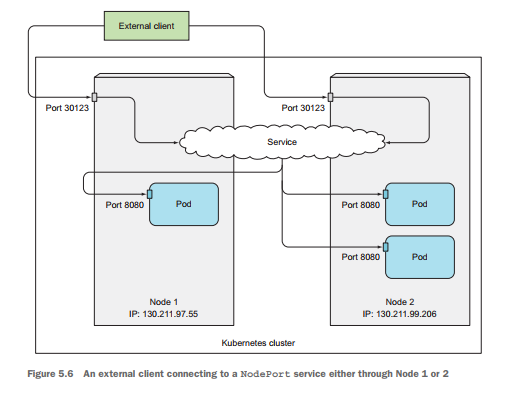 External client
Port 30123
Port 30123
Service
Port 8080
Pod
Port 8080
Pod
Port 8080
Pod
Node 1
IP: 130.211.97.55
Node 2
IP: 130.211.99.206
Kubernetes cluster
Figure 5.6 An external client connecting to a NodePort service either through Node 1 or 2